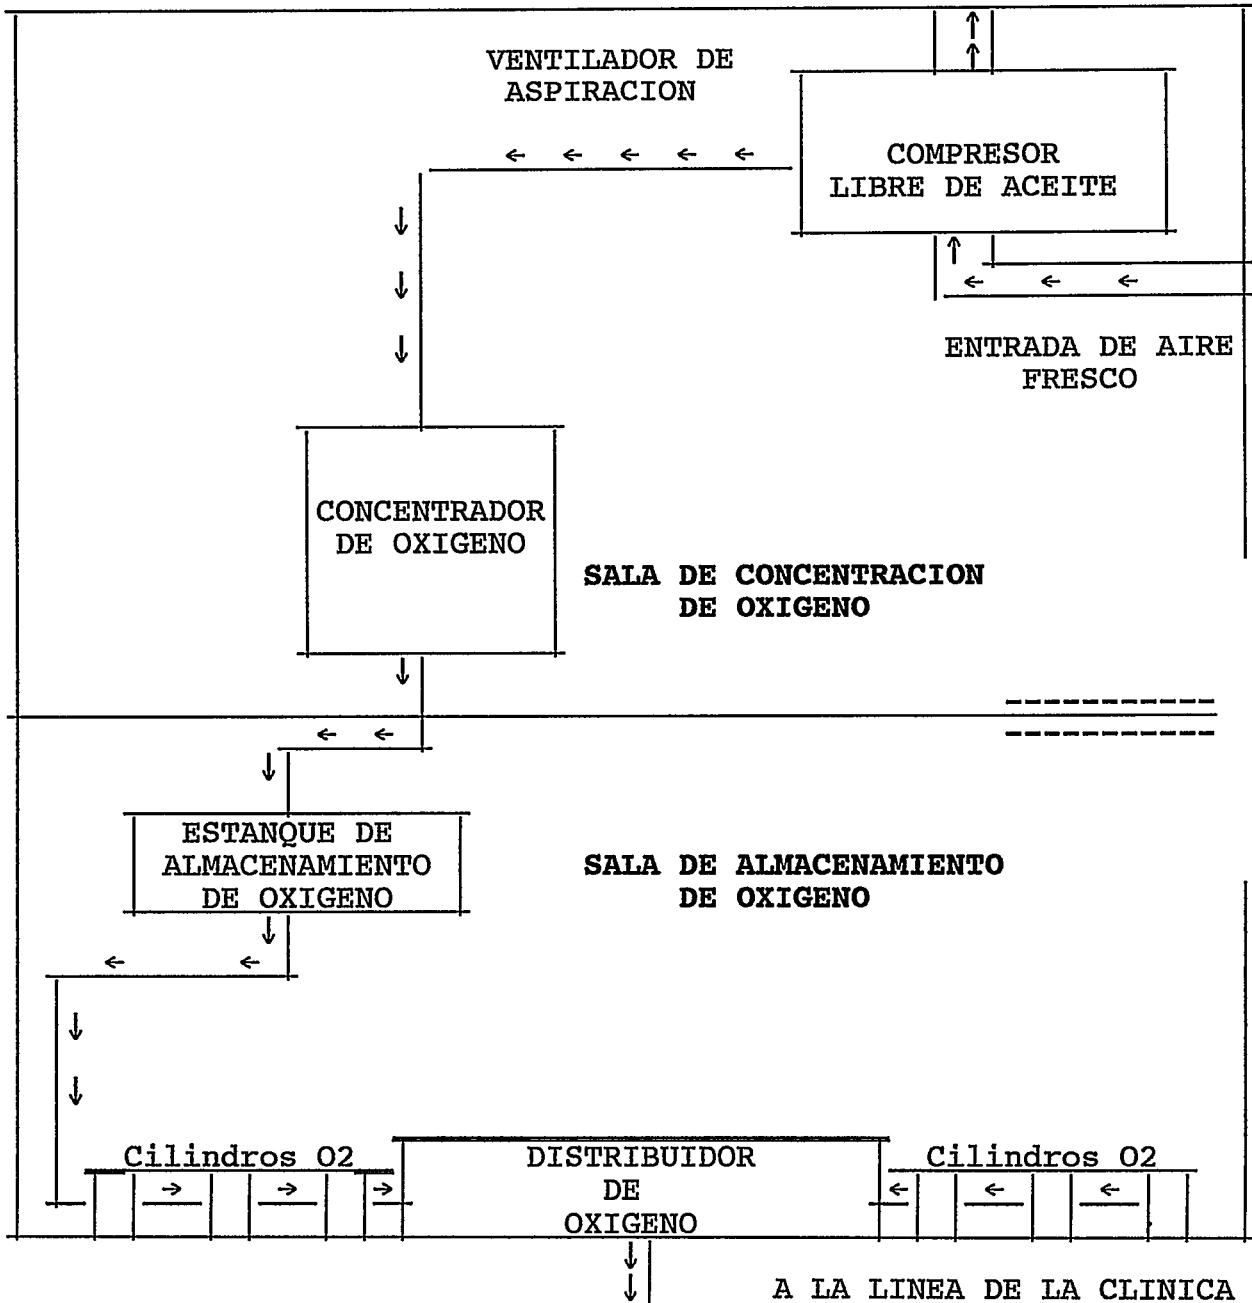 VENTILADOR DE
ASPIRACION
COMPRESOR
LIBRE DE ACEITE
ENTRADA DE AIRE
FRESCO
CONCENTRADOR
DE OXIGENO
SALA DE CONCENTRACION
DE OXIGENO
ESTANQUE DE
ALMACENAMIENTO
DE OXIGENO
SALA DE ALMACENAMIENTO
DE OXIGENO
Cilindros O2
DISTRIBUIDOR
DE
OXIGENO
Cilindros O2
A LA LINEA DE LA CLINICA